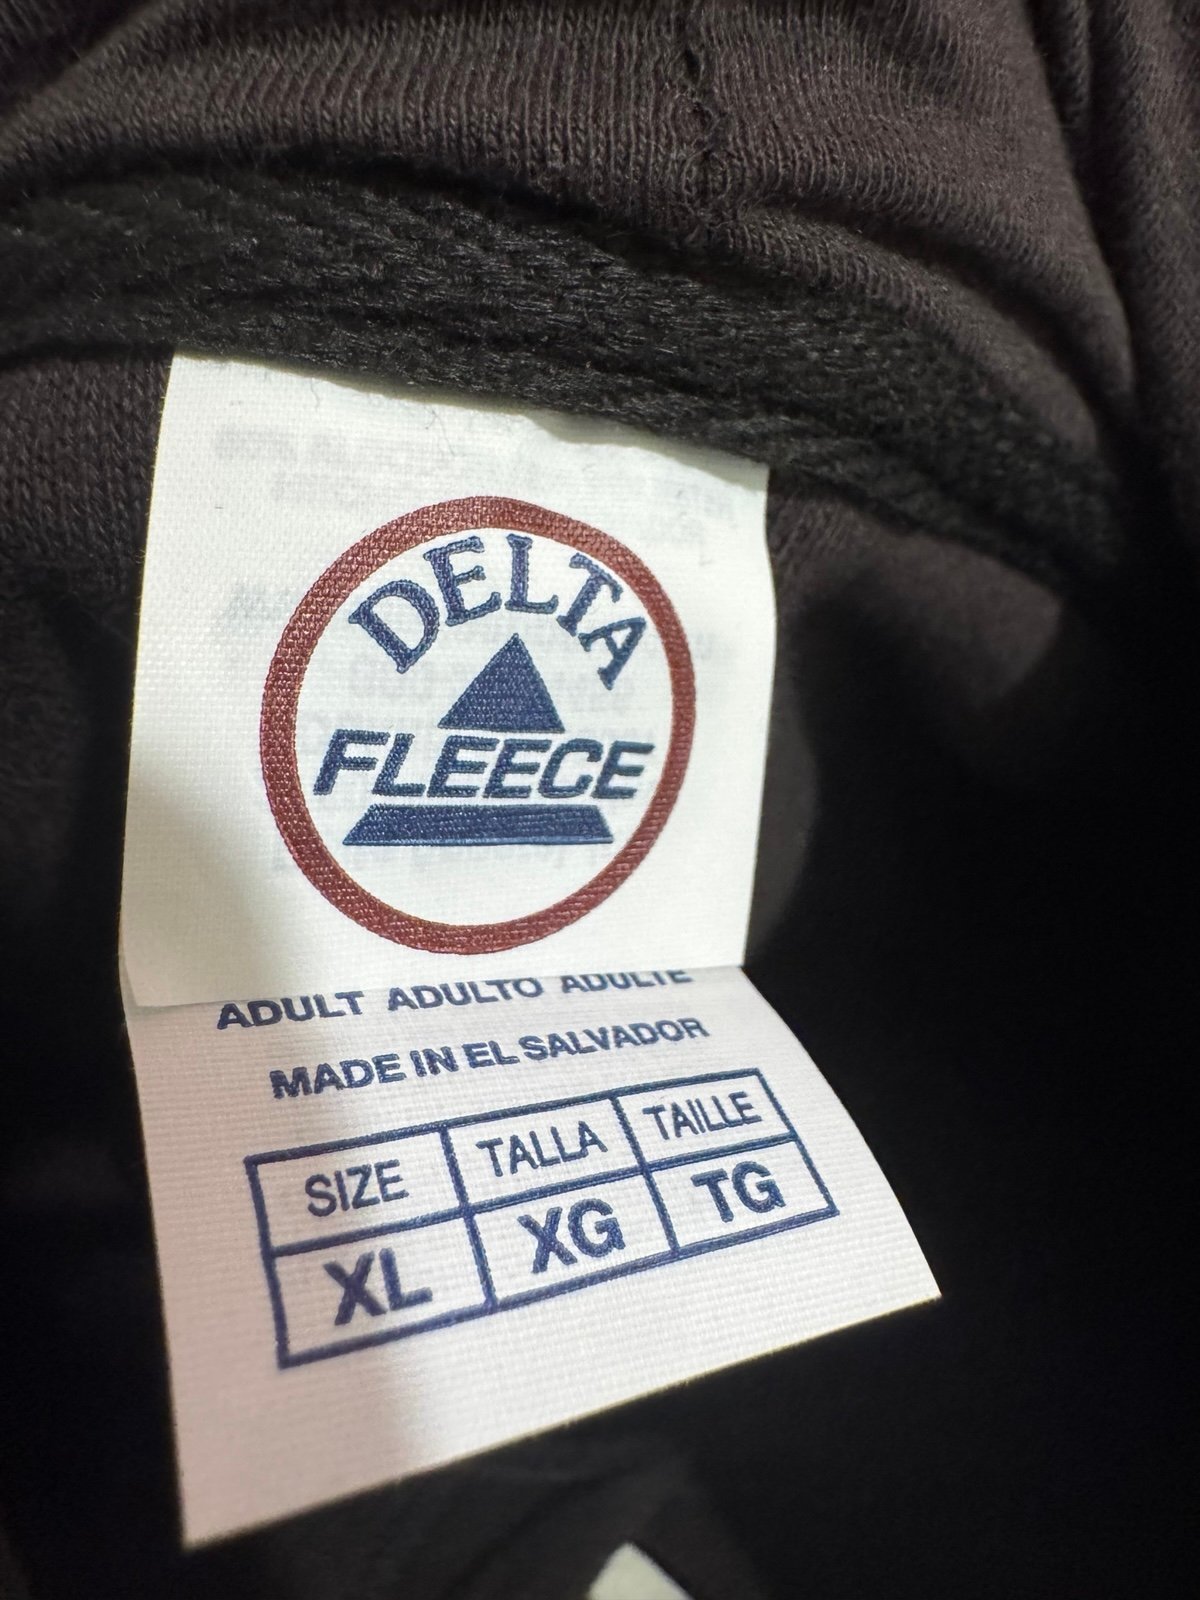 DELTA
FLEECE
ADULT ADULTO ADULTE
MADE IN EL SALVADOR
SIZE TALLA TAILLE
XL XG TG